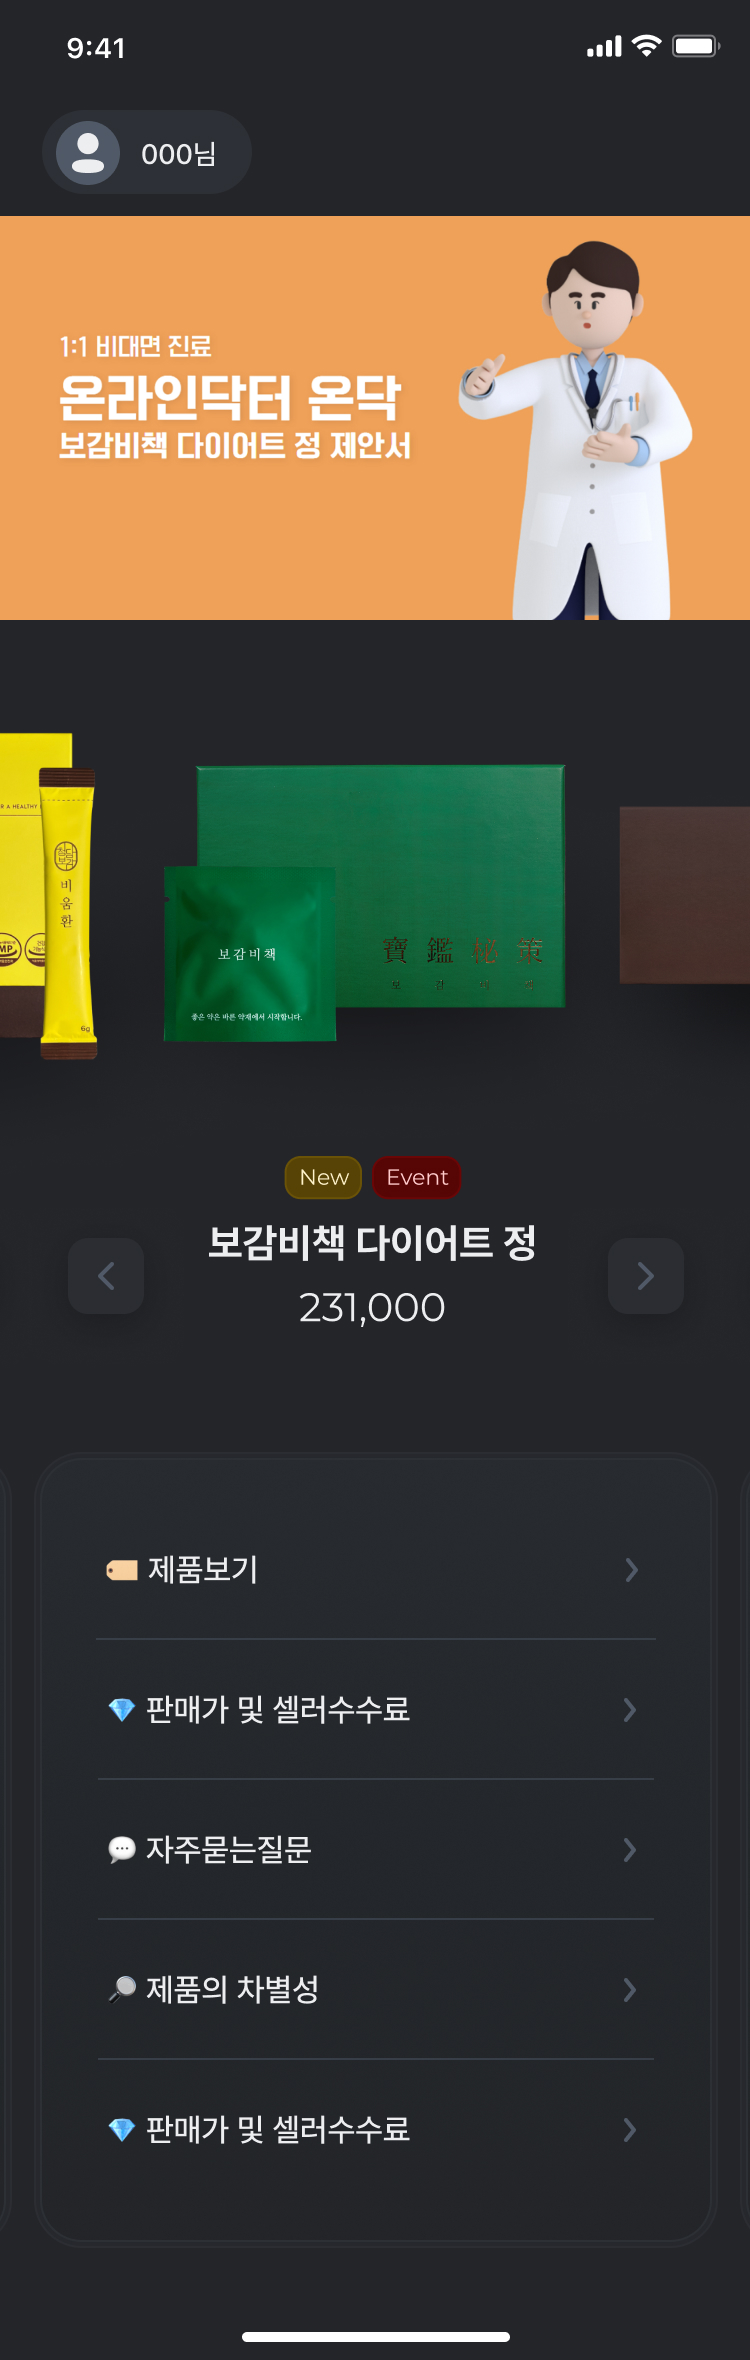 9:41
000님
1:1 비대면 진료
온라인닥터 온닥
보감비책 다이어트 정 제안서
R A HEALTHY
비움환
MP
6g
寶鑑秘策
보감비책
보감비책
좋은 약은 바른 약재에서 시작합니다.
New Event
보감비책 다이어트 정
231,000
제품보기
판매가 및 셀러수수료
자주묻는질문
제품의 차별성
판매가 및 셀러수수료